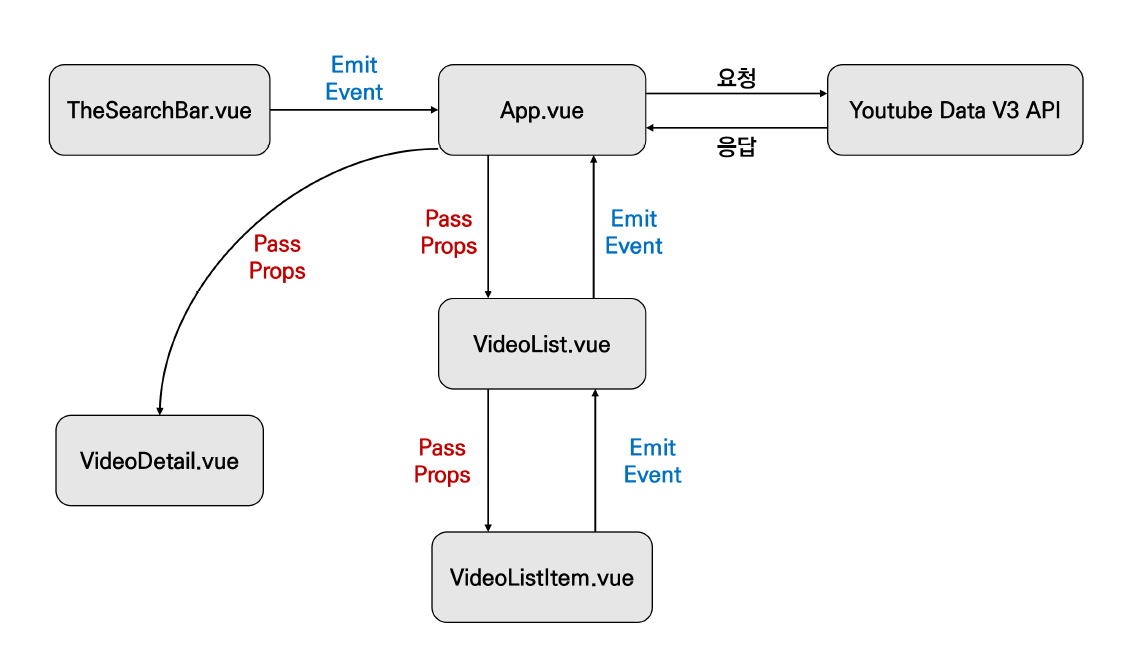 Emit
Event
요청
TheSearchBar.vue
App.vue
Youtube Data V3 API
응답
Pass
Props
Emit
Event
Pass
Props
VideoList.vue
Pass
Props
Emit
Event
VideoDetail.vue
VideoListItem.vue